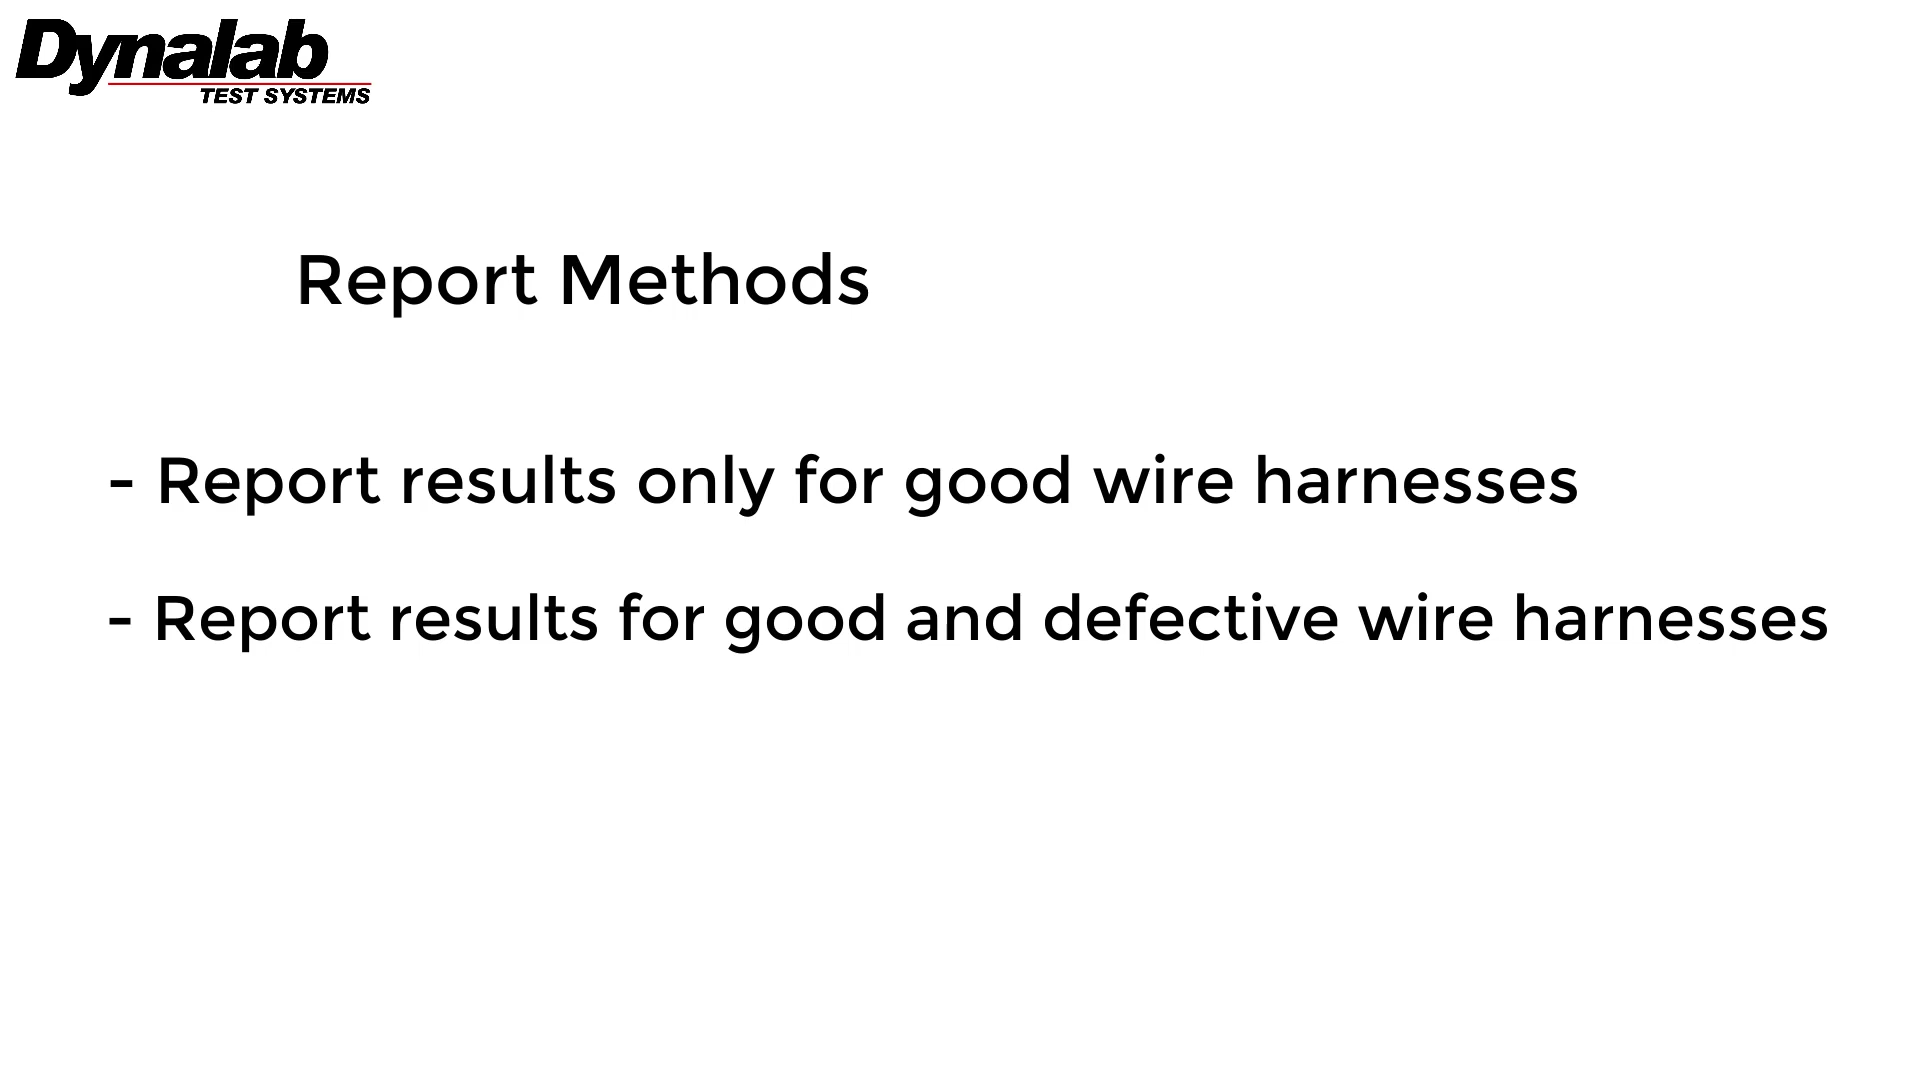 Dynalab
TEST SYSTEMS
Report Methods
- Report results only for good wire harnesses
- Report results for good and defective wire harnesses